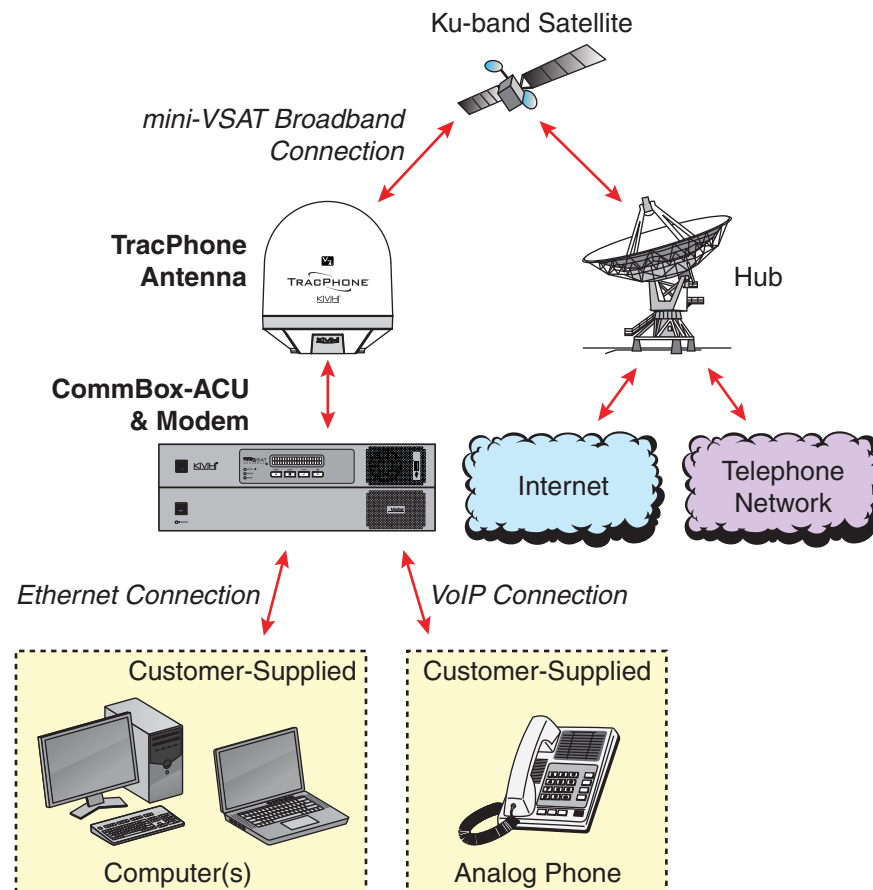 Ku-band Satellite
mini-VSAT Broadband
Connection
TracPhone
Antenna
TRACPHONE
KVH
KVH
Hub
CommBox-ACU
& Modem
KVH
Internet
Telephone
Network
Ethernet Connection
VoIP Connection
Customer-Supplied
Computer(s)
Customer-Supplied
Analog Phone